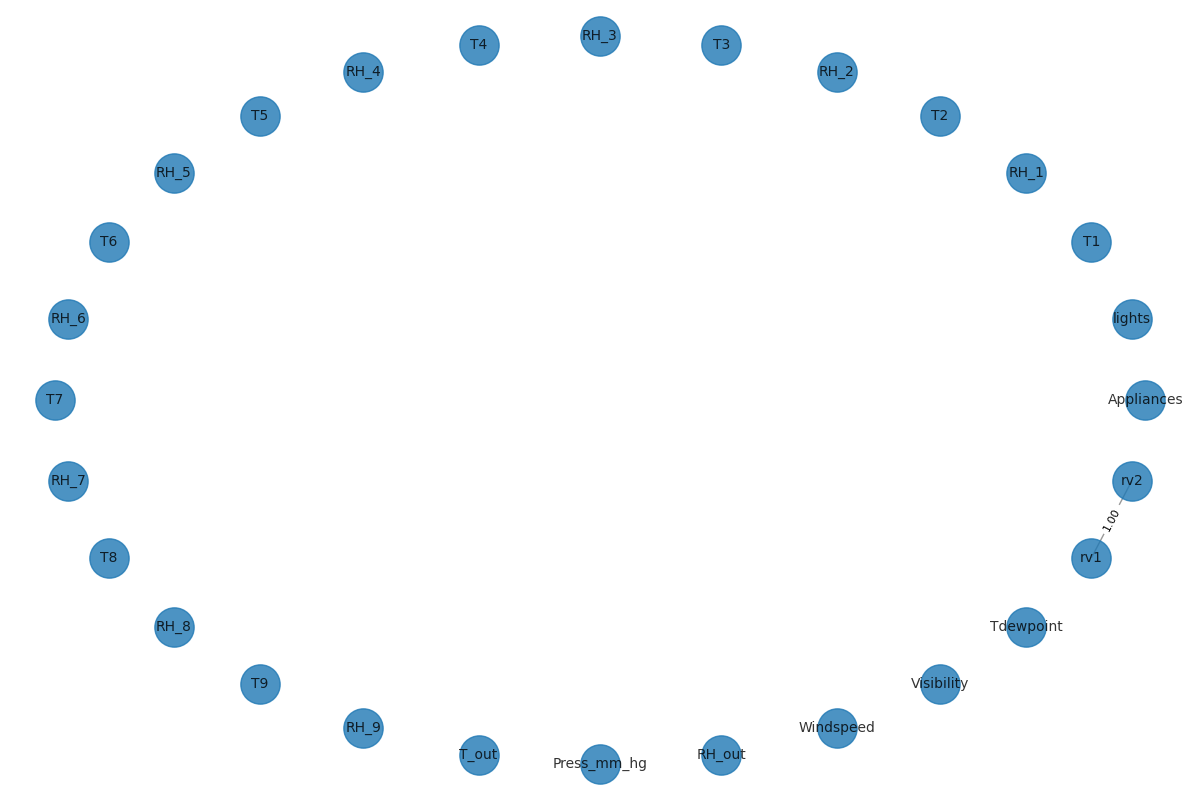 RH_3
T4
T3
RH_4
RH_2
T5
T2
RH_5
RH_1
T6
T1
RH_6
lights
T7
Appliances
RH_7
rv2
1.00
T8
rv1
RH_8
Tdewpoint
T9
Visibility
RH_9
Windspeed
T_out
RH_out
Press_mm_hg